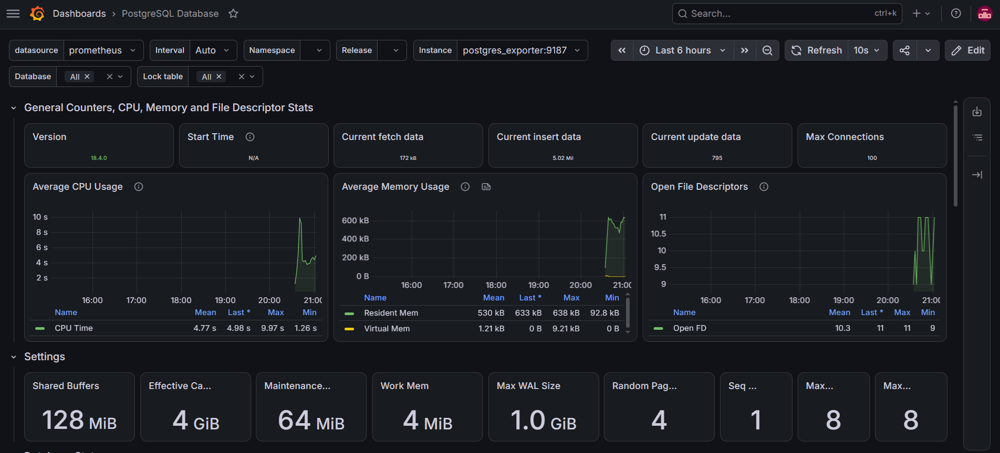 Dashboards › PostgreSQL Database
Search... ctrl+k
datasource prometheus Interval Auto Namespace Release Instance postgres_exporter:9187 Last 6 hours Refresh 10s Edit
Database All Lock table All
General Counters, CPU, Memory and File Descriptor Stats
Version
18.4.0
Start Time
N/A
Current fetch data
172 kB
Current insert data
5.02 Mil
Current update data
795
Max Connections
100
Average CPU Usage
10 s
8 s
6 s
4 s
2 s
16:00 17:00 18:00 19:00 20:00 21:00
Name Mean Last * Max Min
CPU Time 4.77 s 4.98 s 9.97 s 1.26 s
Average Memory Usage
600 kB
400 kB
200 kB
0 B
16:00 17:00 18:00 19:00 20:00 21:00
Name Mean Last * Max Min
Resident Mem 530 kB 633 kB 638 kB 92.8 kB
Virtual Mem 1.21 kB 0 B 9.21 kB 0 B
Open File Descriptors
11
10.5
10
9.5
9
16:00 17:00 18:00 19:00 20:00 21:00
Name Mean Last * Max Min
Open FD 10.3 11 11 9
Settings
Shared Buffers
128 MiB
Effective Ca...
4 GiB
Maintenance...
64 MiB
Work Mem
4 MiB
Max WAL Size
1.0 GiB
Random Pag...
4
Seq ...
1
Max...
8
Max...
8